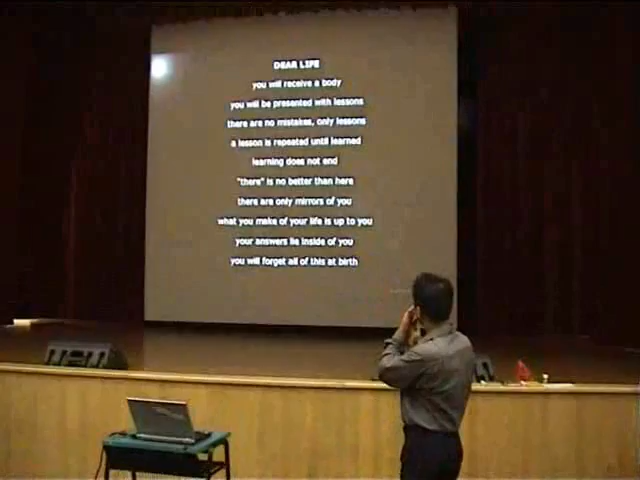 DEAR LIFE
you will receive a body
you will be presented with lessons
there are no mistakes, only lessons
a lesson is repeated until learned
learning does not end
"there" is no better than here
there are only mirrors of you
what you make of your life is up to you
your answers lie inside of you
you will forget all of this at birth